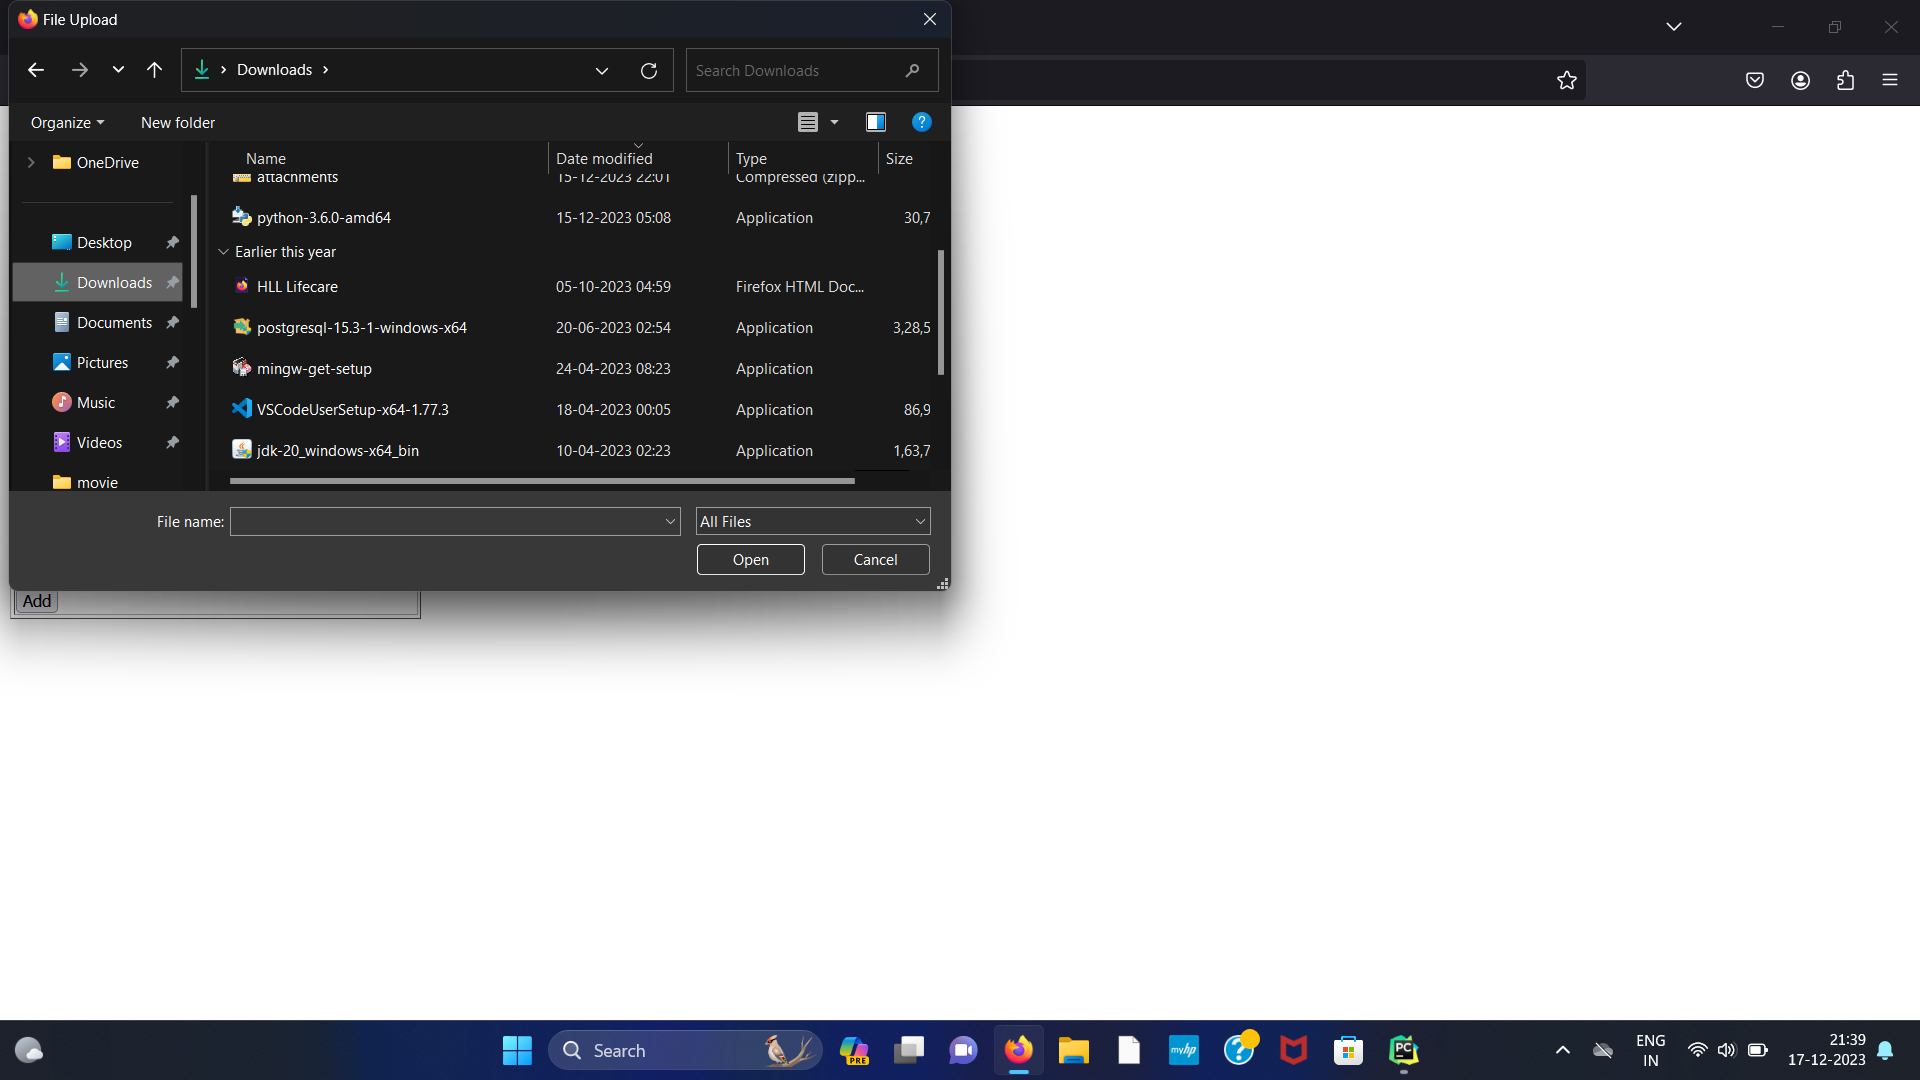 File Upload
Downloads
Search Downloads
Organize
New folder
OneDrive
Name Date modified Type Size
attachments 15-12-2023 22:01 Compressed (zipp...
python-3.6.0-amd64 15-12-2023 05:08 Application 30,7
Desktop
Earlier this year
Downloads
HLL Lifecare 05-10-2023 04:59 Firefox HTML Doc...
Documents
postgresql-15.3-1-windows-x64 20-06-2023 02:54 Application 3,28,5
Pictures
mingw-get-setup 24-04-2023 08:23 Application
Music
VSCodeUserSetup-x64-1.77.3 18-04-2023 00:05 Application 86,9
Videos
jdk-20_windows-x64_bin 10-04-2023 02:23 Application 1,63,7
movie
File name:
All Files
Open
Cancel
Add
Search
PRE
myhp
PC
ENG
IN
21:39
17-12-2023